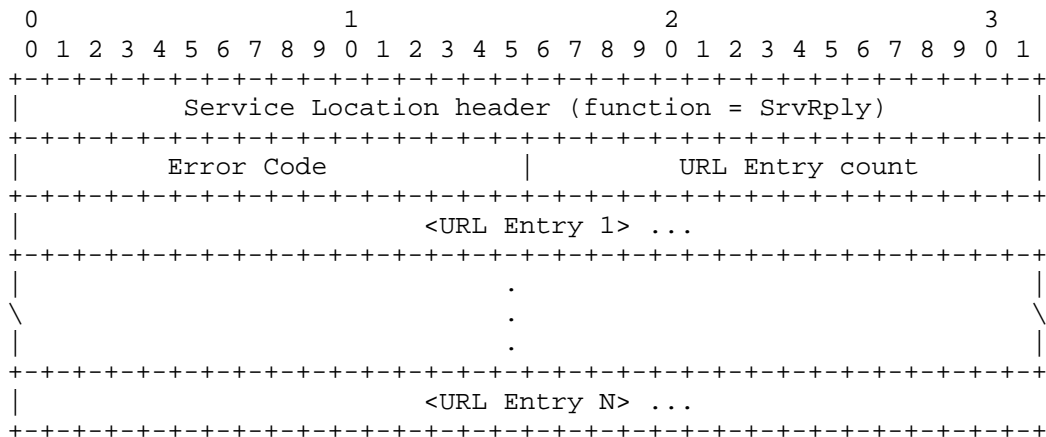 0                   1                   2                   3
 0 1 2 3 4 5 6 7 8 9 0 1 2 3 4 5 6 7 8 9 0 1 2 3 4 5 6 7 8 9 0 1
+-+-+-+-+-+-+-+-+-+-+-+-+-+-+-+-+-+-+-+-+-+-+-+-+-+-+-+-+-+-+-+-+
|          Service Location header (function = SrvRply)         |
+-+-+-+-+-+-+-+-+-+-+-+-+-+-+-+-+-+-+-+-+-+-+-+-+-+-+-+-+-+-+-+-+
|         Error Code            |         URL Entry count       |
+-+-+-+-+-+-+-+-+-+-+-+-+-+-+-+-+-+-+-+-+-+-+-+-+-+-+-+-+-+-+-+-+
|                         <URL Entry 1> ...
+-+-+-+-+-+-+-+-+-+-+-+-+-+-+-+-+-+-+-+-+-+-+-+-+-+-+-+-+-+-+-+-+
|                              .                                |
\                              .                                \
|                              .                                |
+-+-+-+-+-+-+-+-+-+-+-+-+-+-+-+-+-+-+-+-+-+-+-+-+-+-+-+-+-+-+-+-+
|                         <URL Entry N> ...
+-+-+-+-+-+-+-+-+-+-+-+-+-+-+-+-+-+-+-+-+-+-+-+-+-+-+-+-+-+-+-+-+